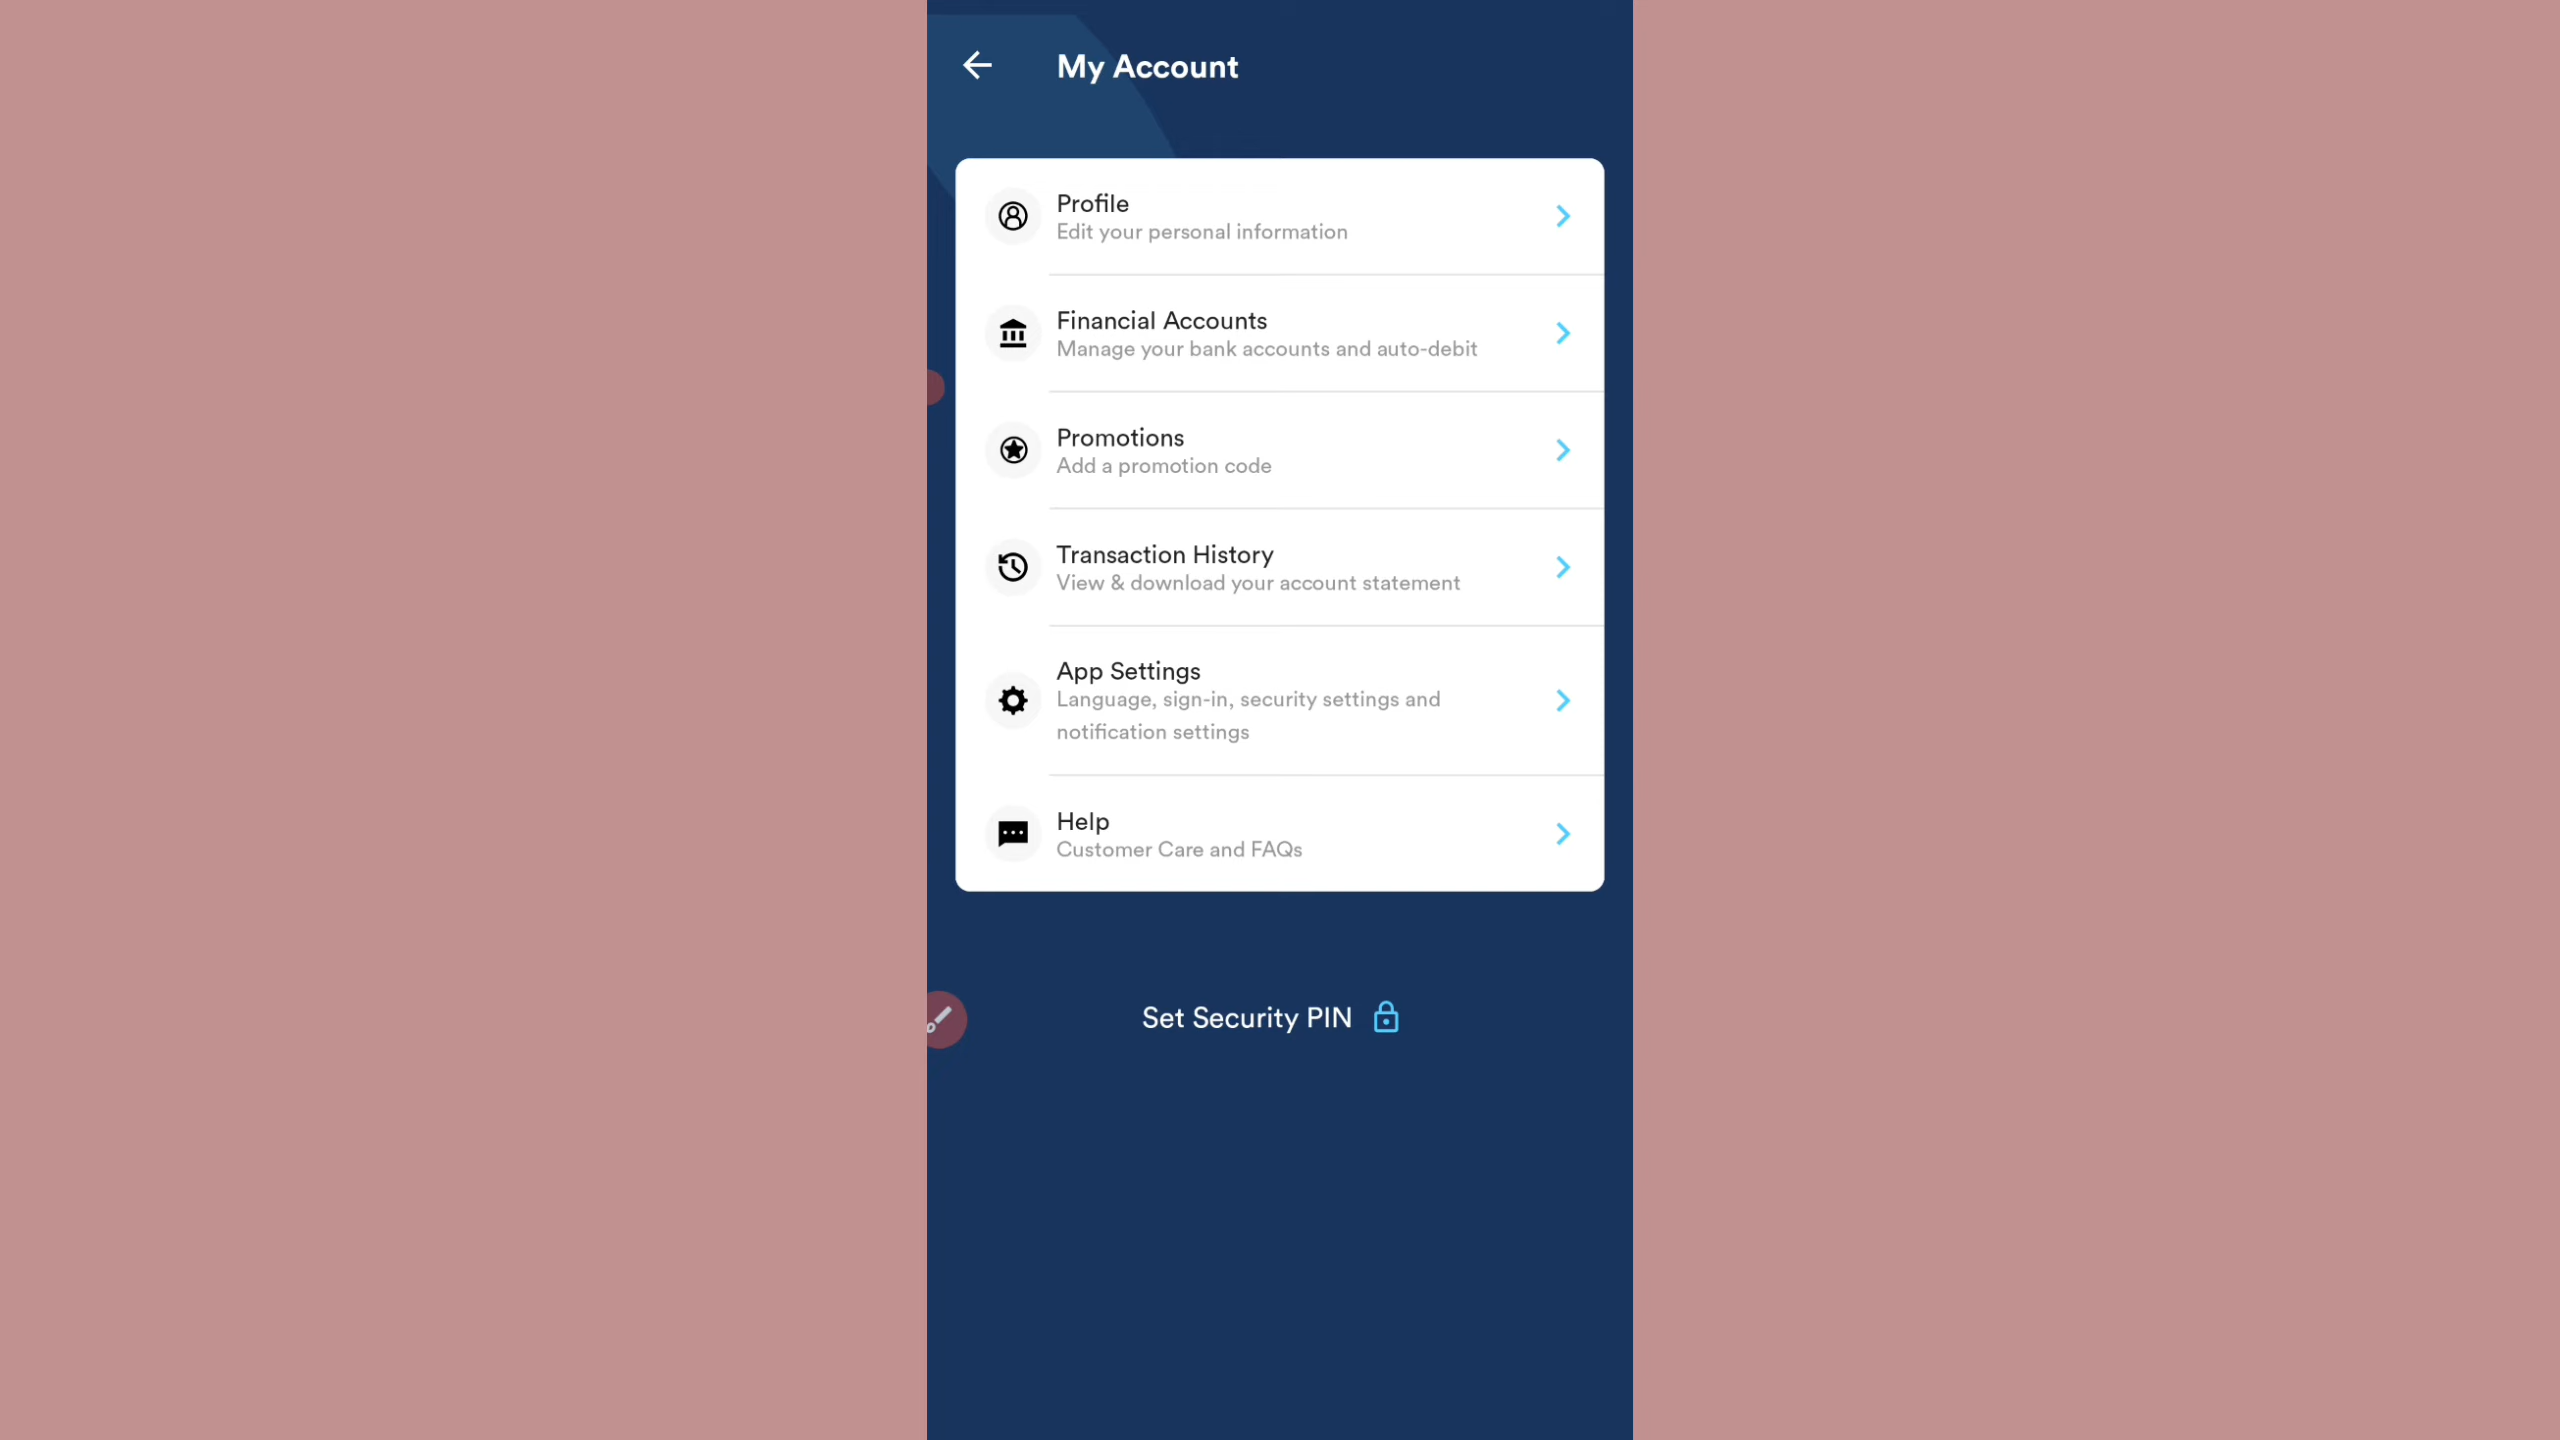 My Account
Profile
Edit your personal information
Financial Accounts
Manage your bank accounts and auto-debit
Promotions
Add a promotion code
Transaction History
View & download your account statement
App Settings
Language, sign-in, security settings and
notification settings
Help
Customer Care and FAQs
Set Security PIN